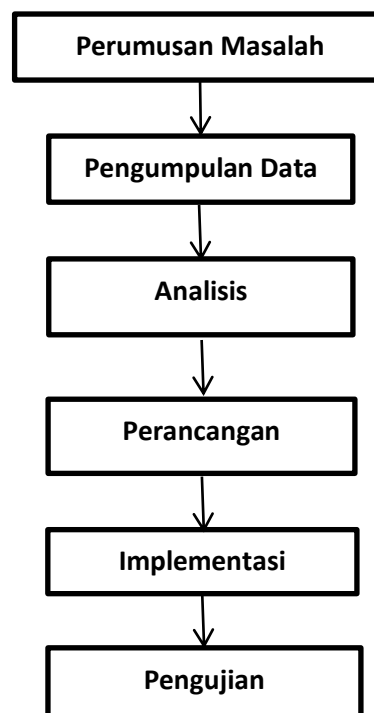 Perumusan Masalah
Pengumpulan Data
Analisis
Perancangan
Implementasi
Pengujian